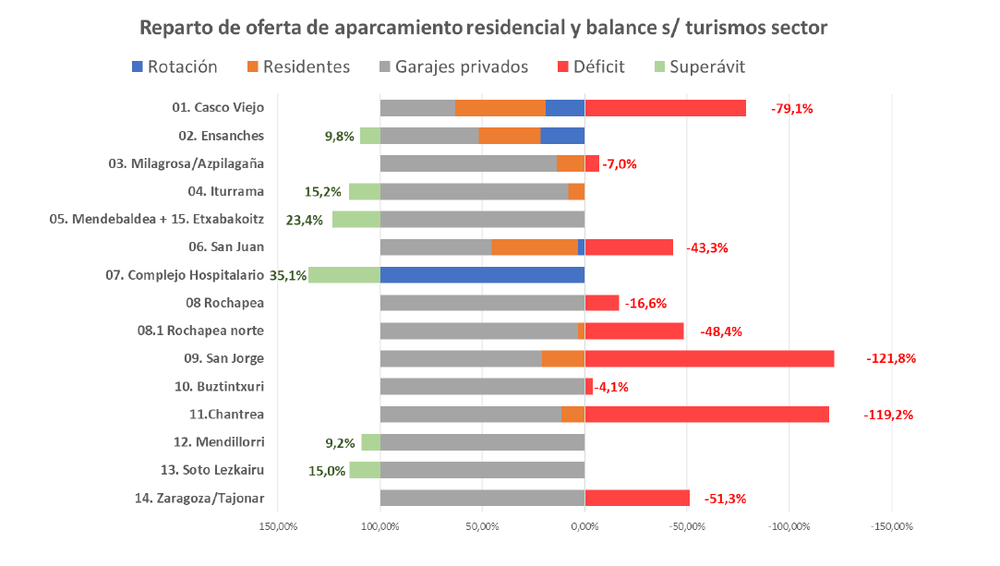 Reparto de oferta de aparcamiento residencial y balance s/ turismos sector
Rotación Residentes Garajes privados Déficit Superávit
01. Casco Viejo -79,1%
02. Ensanches 9,8%
03. Milagrosa/Azpilagaña -7,0%
04. Iturrama 15,2%
05. Mendebaldea + 15. Etxabakoitz 23,4%
06. San Juan -43,3%
07. Complejo Hospitalario 35,1%
08 Rochapea -16,6%
08.1 Rochapea norte -48,4%
09. San Jorge -121,8%
10. Buztintxuri -4,1%
11.Chantrea -119,2%
12. Mendillorri 9,2%
13. Soto Lezkairu 15,0%
14. Zaragoza/Tajonar -51,3%
150,00% 100,00% 50,00% 0,00% -50,00% -100,00% -150,00%